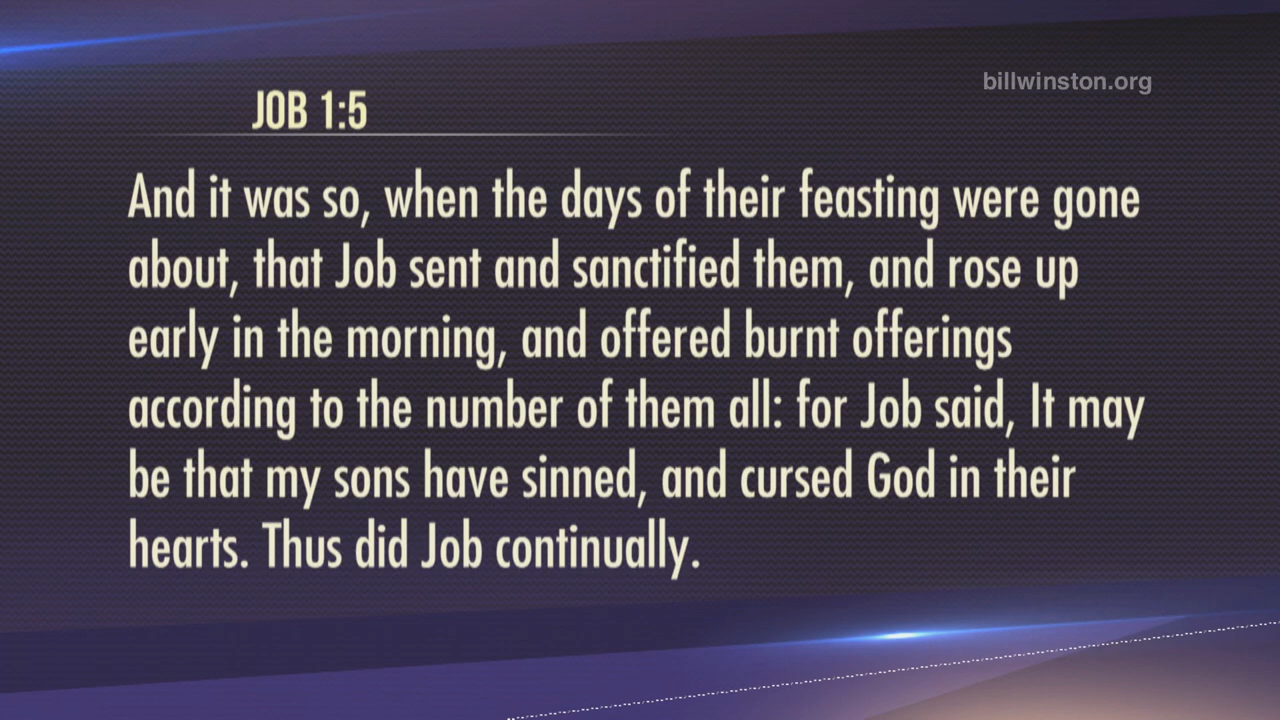 billwinston.org
JOB 1:5
And it was so, when the days of their feasting were gone
about, that Job sent and sanctified them, and rose up
early in the morning, and offered burnt offerings
according to the number of them all: for Job said, It may
be that my sons have sinned, and cursed God in their
hearts. Thus did Job continually.